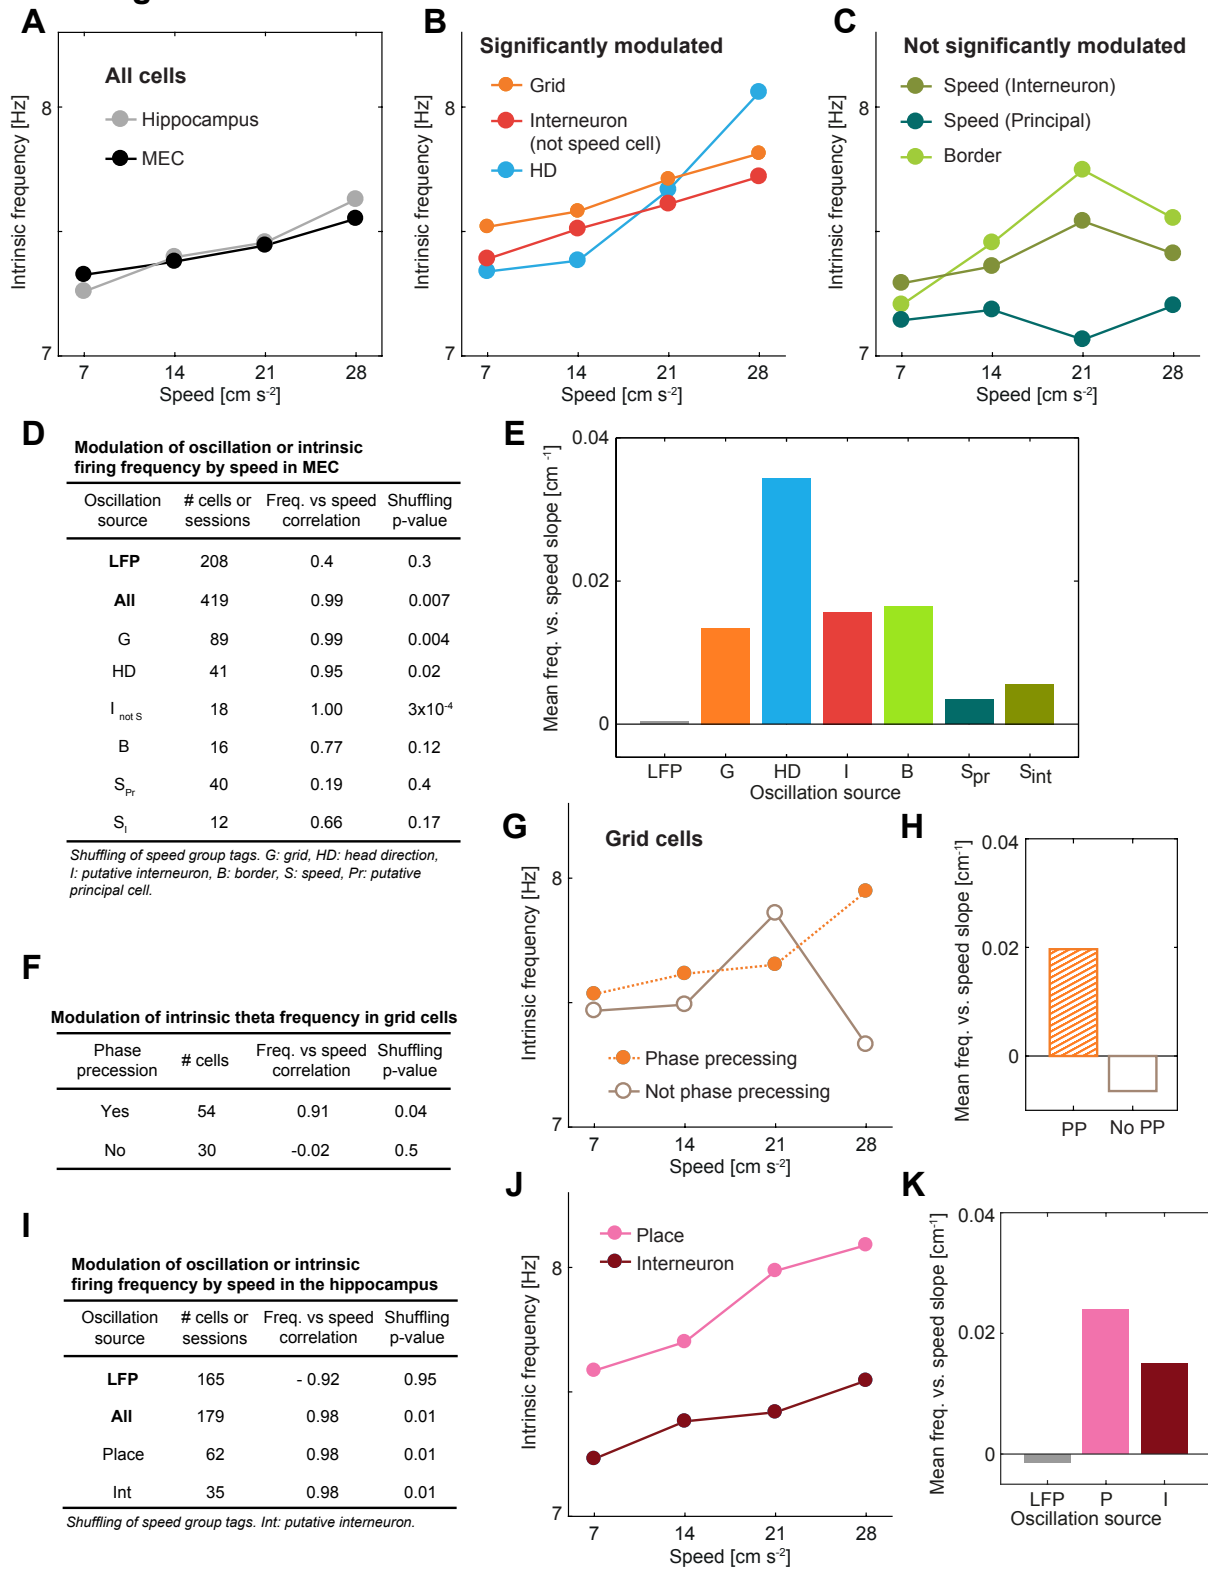 A
All cells
Hippocampus
MEC
Intrinsic frequency [Hz]
8
7
7 14 21 28
Speed [cm s-2]
B
Significantly modulated
Grid
Interneuron
(not speed cell)
HD
Intrinsic frequency [Hz]
8
7
7 14 21 28
Speed [cm s-2]
C
Not significantly modulated
Speed (Interneuron)
Speed (Principal)
Border
Intrinsic frequency [Hz]
8
7
7 14 21 28
Speed [cm s-2]
D
Modulation of oscillation or intrinsic
firing frequency by speed in MEC
Oscillation # cells or Freq. vs speed Shuffling
source sessions correlation p-value
LFP 208 0.4 0.3
All 419 0.99 0.007
G 89 0.99 0.004
HD 41 0.95 0.02
I not S 18 1.00 3x10-4
B 16 0.77 0.12
SPr 40 0.19 0.4
SI 12 0.66 0.17
Shuffling of speed group tags. G: grid, HD: head direction,
I: putative interneuron, B: border, S: speed, Pr: putative
principal cell.
E
Mean freq. vs. speed slope [cm-1]
0.04
0.02
0
LFP G HD I B Spr Sint
Oscillation source
F
Modulation of intrinsic theta frequency in grid cells
Phase # cells Freq. vs speed Shuffling
precession correlation p-value
Yes 54 0.91 0.04
No 30 -0.02 0.5
G
Grid cells
Intrinsic frequency [Hz]
8
Phase precessing
Not phase precessing
7
7 14 21 28
Speed [cm s-2]
H
Mean freq. vs. speed slope [cm-1]
0.04
0.02
0
PP No PP
I
Modulation of oscillation or intrinsic
firing frequency by speed in the hippocampus
Oscillation # cells or Freq. vs speed Shuffling
source sessions correlation p-value
LFP 165 - 0.92 0.95
All 179 0.98 0.01
Place 62 0.98 0.01
Int 35 0.98 0.01
Shuffling of speed group tags. Int: putative interneuron.
J
Place
Interneuron
Intrinsic frequency [Hz]
8
7
7 14 21 28
Speed [cm s-2]
K
Mean freq. vs. speed slope [cm-1]
0.04
0.02
0
LFP P I
Oscillation source